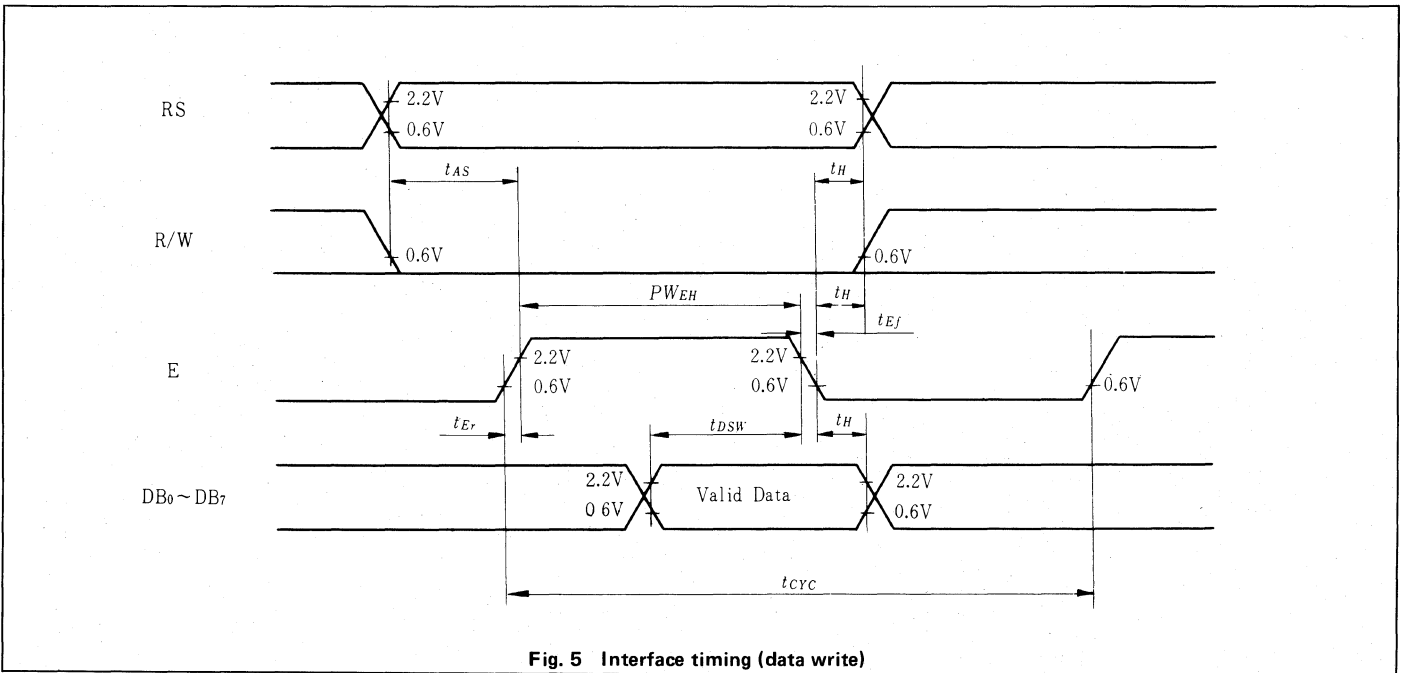 RS
2.2V
0.6V
2.2V
0.6V
tAS
tH
R/W
0.6V
0.6V
PWEH
tH
tEf
E
2.2V
0.6V
2.2V
0.6V
0.6V
tEr
tDSW
tH
DB0~DB7
2.2V
0 6V
Valid Data
2.2V
0.6V
tCYC
Fig. 5 Interface timing (data write)